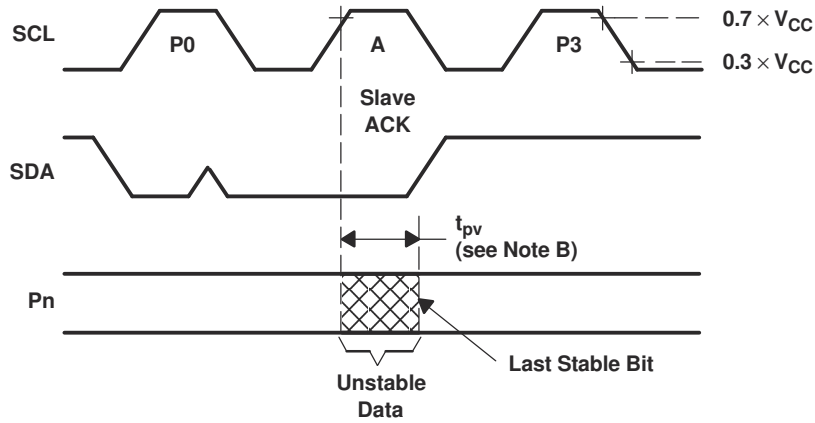 SCL
P0
A
P3
0.7 × VCC
0.3 × VCC
Slave
ACK
SDA
tpv
(see Note B)
Pn
Last Stable Bit
Unstable
Data